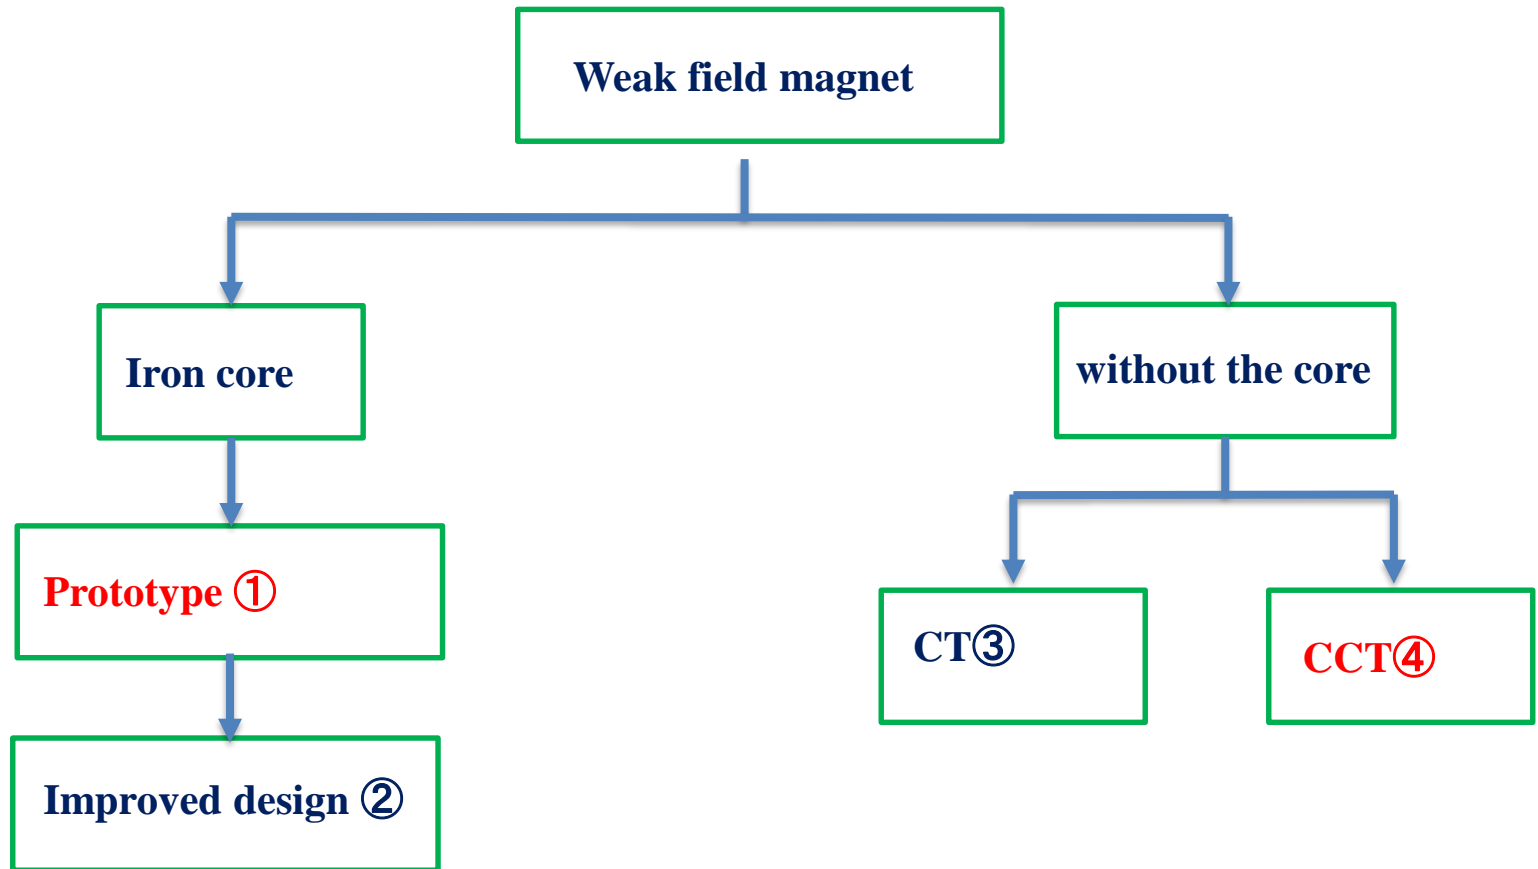 Weak field magnet
Iron core
without the core
Prototype ①
CT③
CCT④
Improved design ②